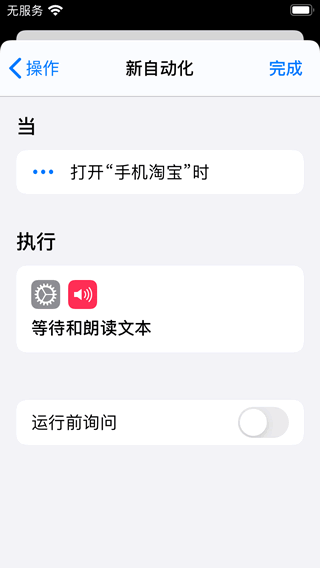 无服务
操作 新自动化 完成
当
打开“手机淘宝”时
执行
等待和朗读文本
运行前询问